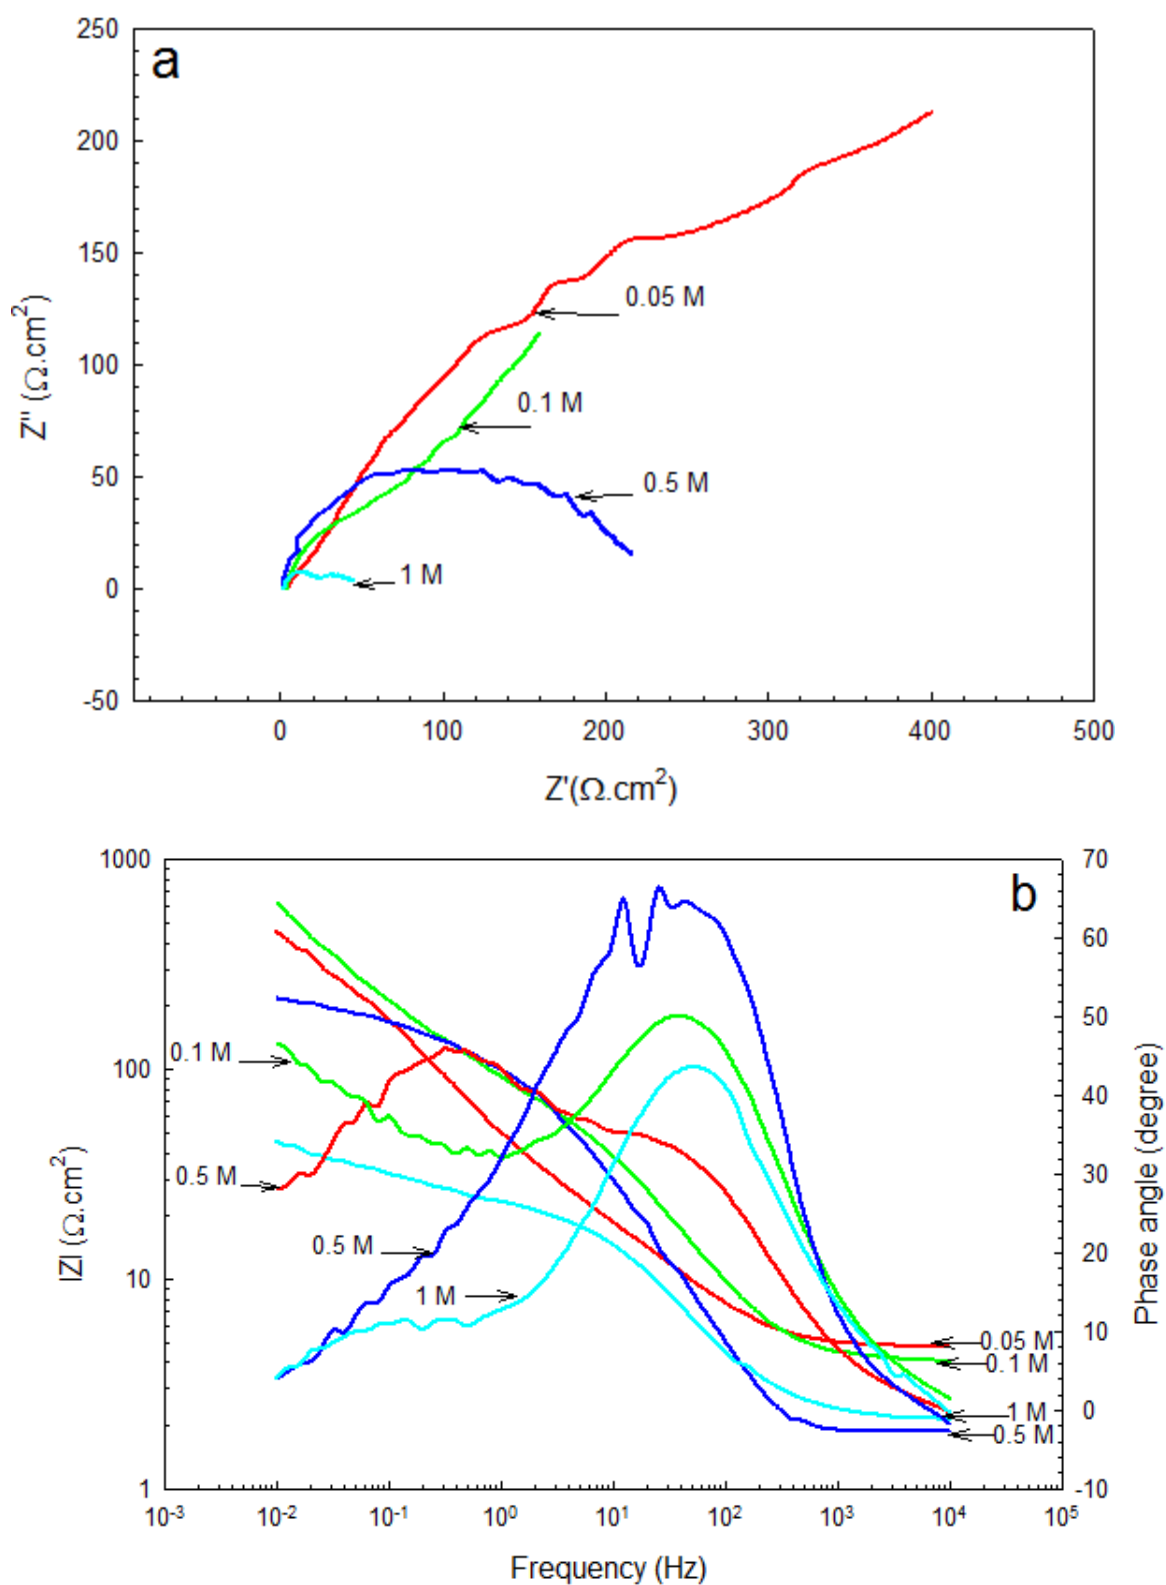 a
250
200
150
100
50
0
-50
0.05 M
0.1 M
0.5 M
1 M
Z'' (Ω.cm²)
0 100 200 300 400 500
Z'(Ω.cm²)
b
1000
100
10
1
70
60
50
40
30
20
10
0
-10
0.1 M
0.5 M
0.5 M
1 M
0.05 M
0.1 M
1 M
0.5 M
IZI (Ω.cm²)
Phase angle (degree)
10⁻³ 10⁻² 10⁻¹ 10⁰ 10¹ 10² 10³ 10⁴ 10⁵
Frequency (Hz)